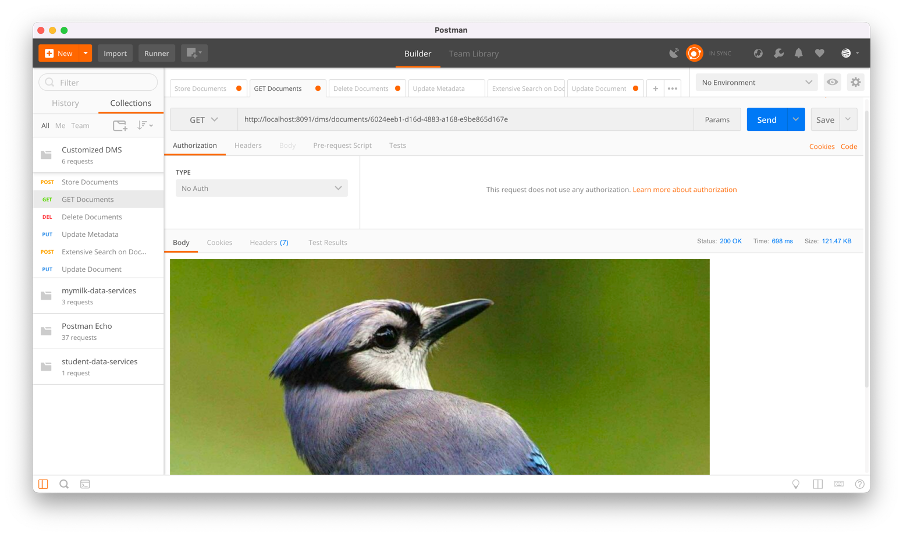 Postman
New Import Runner Builder Team Library IN SYNC
Filter
History Collections
All Me Team
Customized DMS
6 requests
POST Store Documents
GET GET Documents
DEL Delete Documents
PUT Update Metadata
POST Extensive Search on Doc...
PUT Update Document
mymilk-data-services
3 requests
Postman Echo
37 requests
student-data-services
1 request
Store Documents GET Documents Delete Documents Update Metadata Extensive Search on Doc Update Document + ••• No Environment
GET http://localhost:8091/dms/documents/6024eeb1-d16d-4883-a168-e9be865d167e Params Send Save
Authorization Headers Body Pre-request Script Tests Cookies Code
TYPE
No Auth
This request does not use any authorization. Learn more about authorization
Body Cookies Headers (7) Test Results Status: 200 OK Time: 698 ms Size: 121.47 KB